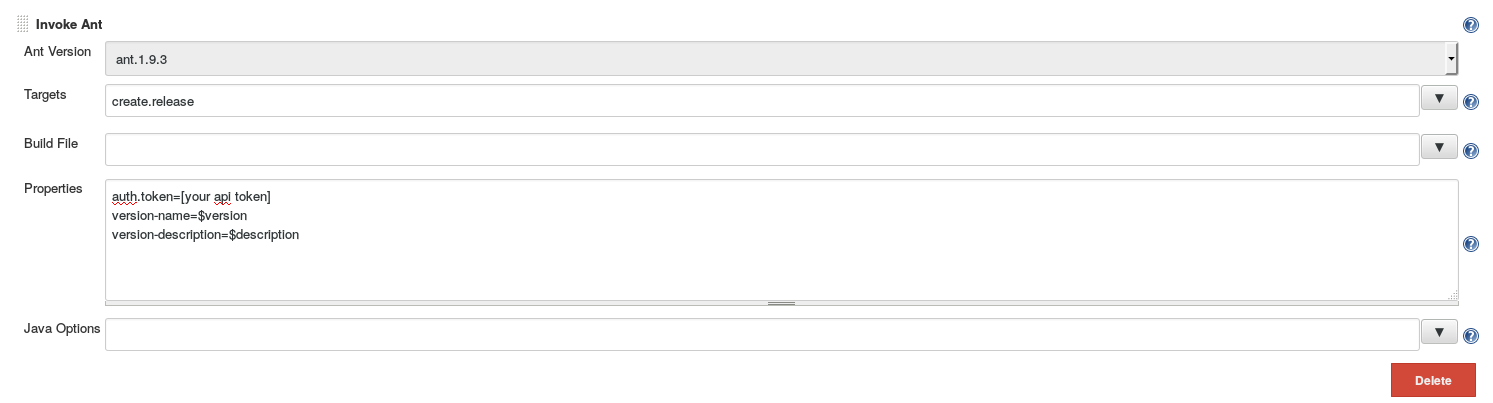 Invoke Ant
?
Ant Version
ant.1.9.3
Targets
create.release
?
Build File
?
Properties
auth.token=[your api token]
version-name=$version
version-description=$description
?
Java Options
?
Delete